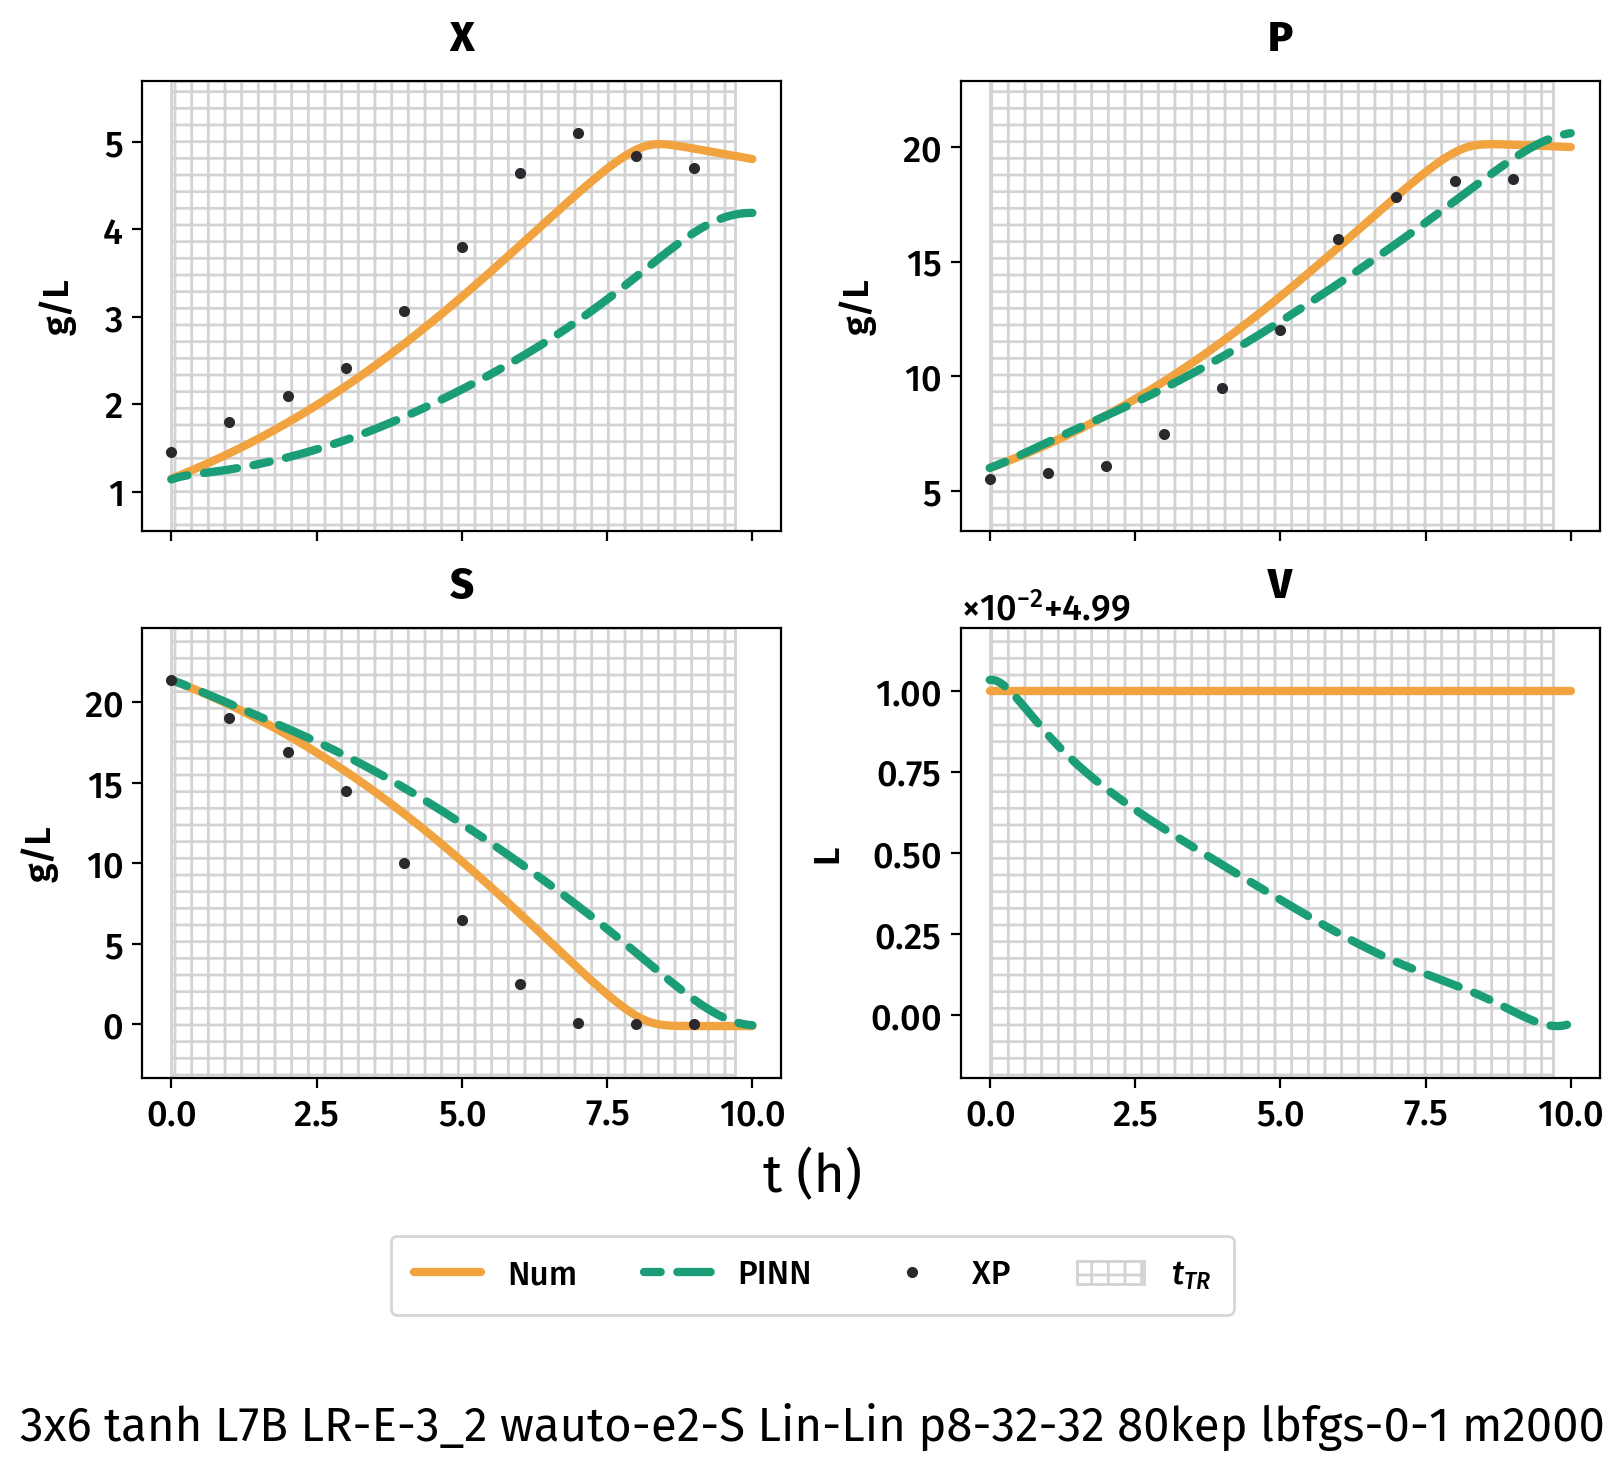 X
P
5
4
3
2
1
g/L
20
15
10
5
g/L
S
V
×10⁻²+4.99
20
15
10
5
0
g/L
1.00
0.75
0.50
0.25
0.00
L
0.0 2.5 5.0 7.5 10.0
0.0 2.5 5.0 7.5 10.0
t (h)
Num PINN XP t_TR
3x6 tanh L7B LR-E-3_2 wauto-e2-S Lin-Lin p8-32-32 80kep lbfgs-0-1 m2000